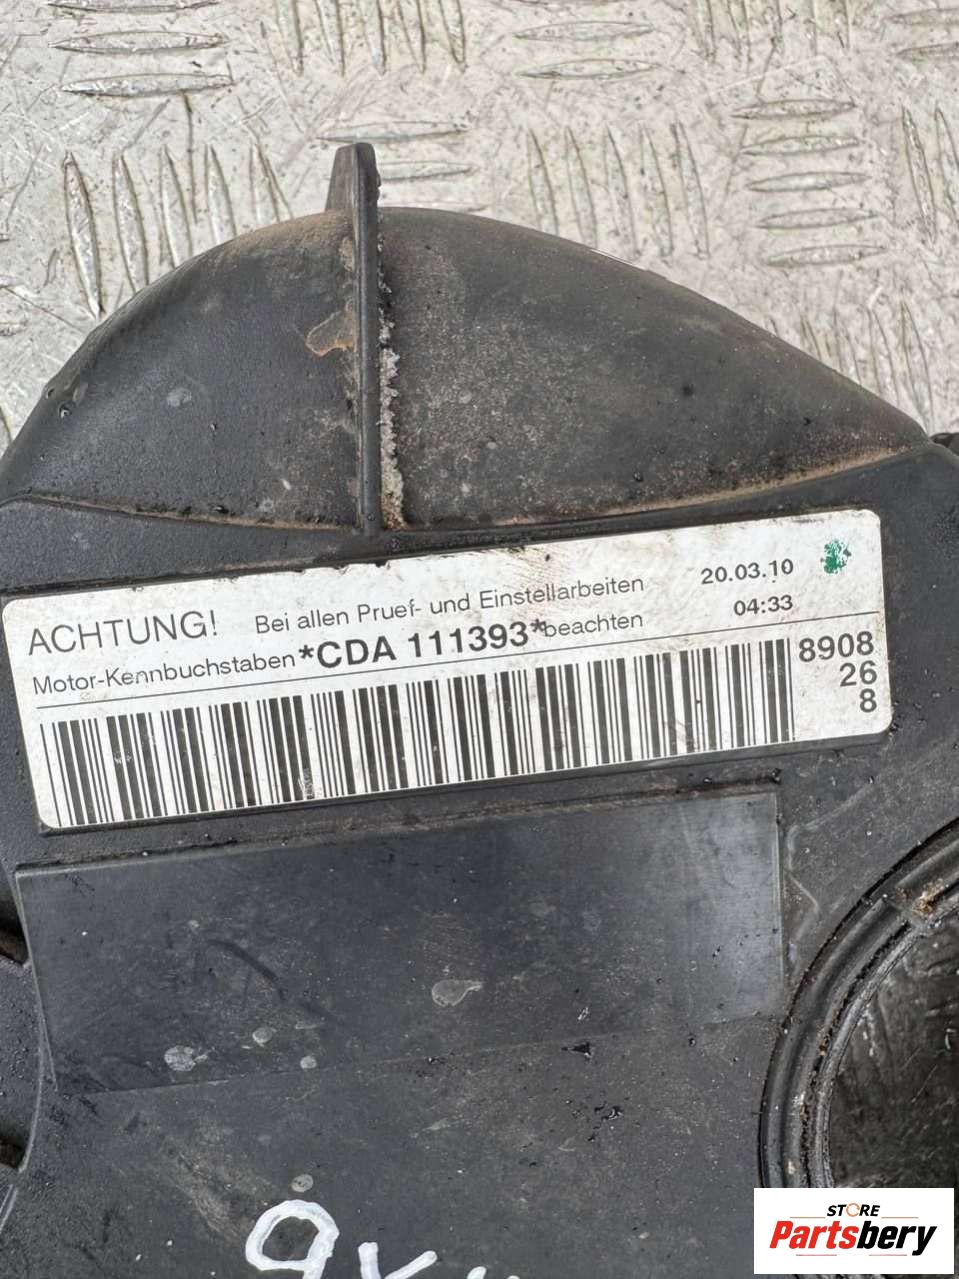 ACHTUNG! Bei allen Pruef- und Einstellarbeiten 20.03.10
Motor-Kennbuchstaben *CDA 111393* beachten 04:33
8908
26
8
STORE
Partsbery